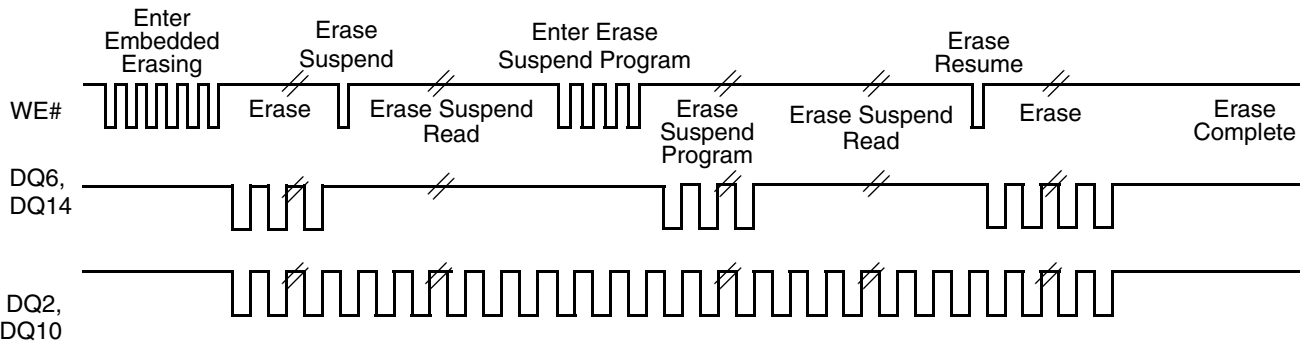 Enter
Embedded
Erasing
Erase
Suspend
Enter Erase
Suspend Program
Erase
Resume
WE#
Erase
Erase Suspend
Read
Erase
Suspend
Program
Erase Suspend
Read
Erase
Erase
Complete
DQ6,
DQ14
DQ2,
DQ10